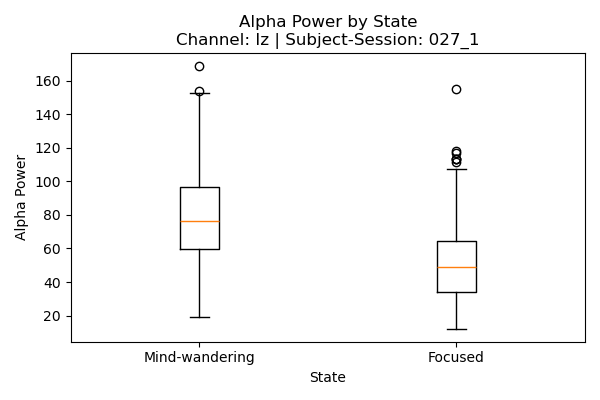 Alpha Power by State
Channel: Iz | Subject-Session: 027_1
Alpha Power
160
140
120
100
80
60
40
20
Mind-wandering
Focused
State